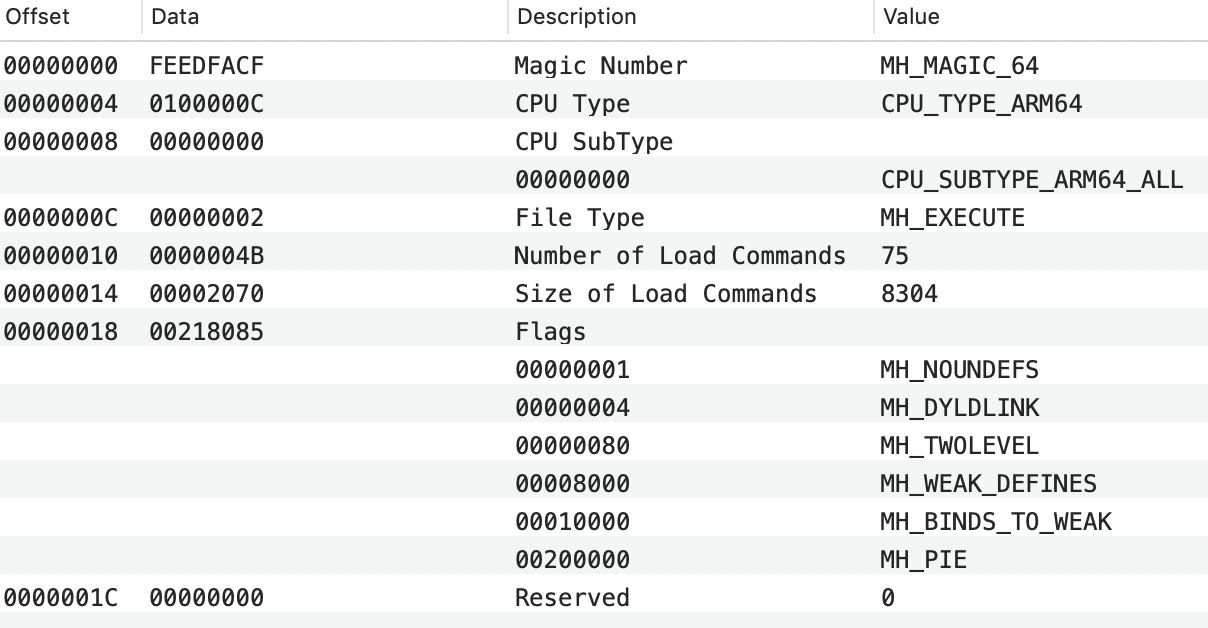 Offset Data Description Value
00000000 FEEDFACF Magic Number MH_MAGIC_64
00000004 0100000C CPU Type CPU_TYPE_ARM64
00000008 00000000 CPU SubType
00000000 CPU_SUBTYPE_ARM64_ALL
0000000C 00000002 File Type MH_EXECUTE
00000010 0000004B Number of Load Commands 75
00000014 00002070 Size of Load Commands 8304
00000018 00218085 Flags
00000001 MH_NOUNDEFS
00000004 MH_DYLDLINK
00000080 MH_TWOLEVEL
00008000 MH_WEAK_DEFINES
00010000 MH_BINDS_TO_WEAK
00200000 MH_PIE
0000001C 00000000 Reserved 0